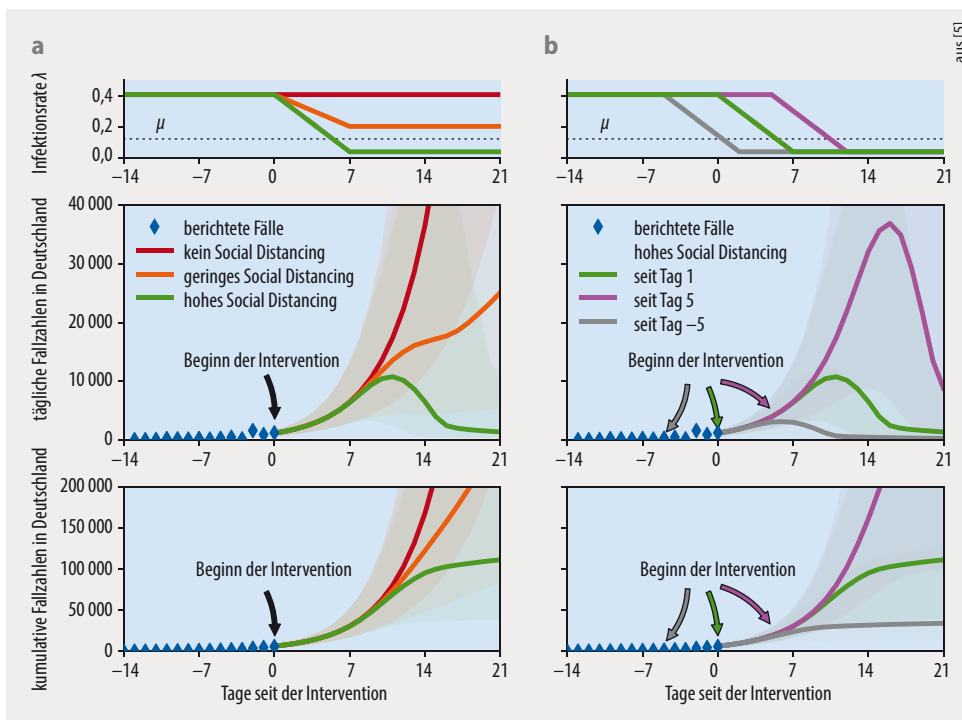 a
b
aus [5]
Infektionsrate λ
0,4
0,2
0,0
μ
−14
−7
0
7
14
21
μ
−14
−7
0
7
14
21
tägliche Fallzahlen in Deutschland
40 000
30 000
20 000
10 000
0
berichtete Fälle
kein Social Distancing
geringes Social Distancing
hohes Social Distancing
Beginn der Intervention
−14
−7
0
7
14
21
berichtete Fälle
hohes Social Distancing
seit Tag 1
seit Tag 5
seit Tag −5
Beginn der Intervention
−14
−7
0
7
14
21
kumulative Fallzahlen in Deutschland
200 000
150 000
100 000
50 000
0
Beginn der Intervention
−14
−7
0
7
14
21
Tage seit der Intervention
Beginn der Intervention
−14
−7
0
7
14
21
Tage seit der Intervention